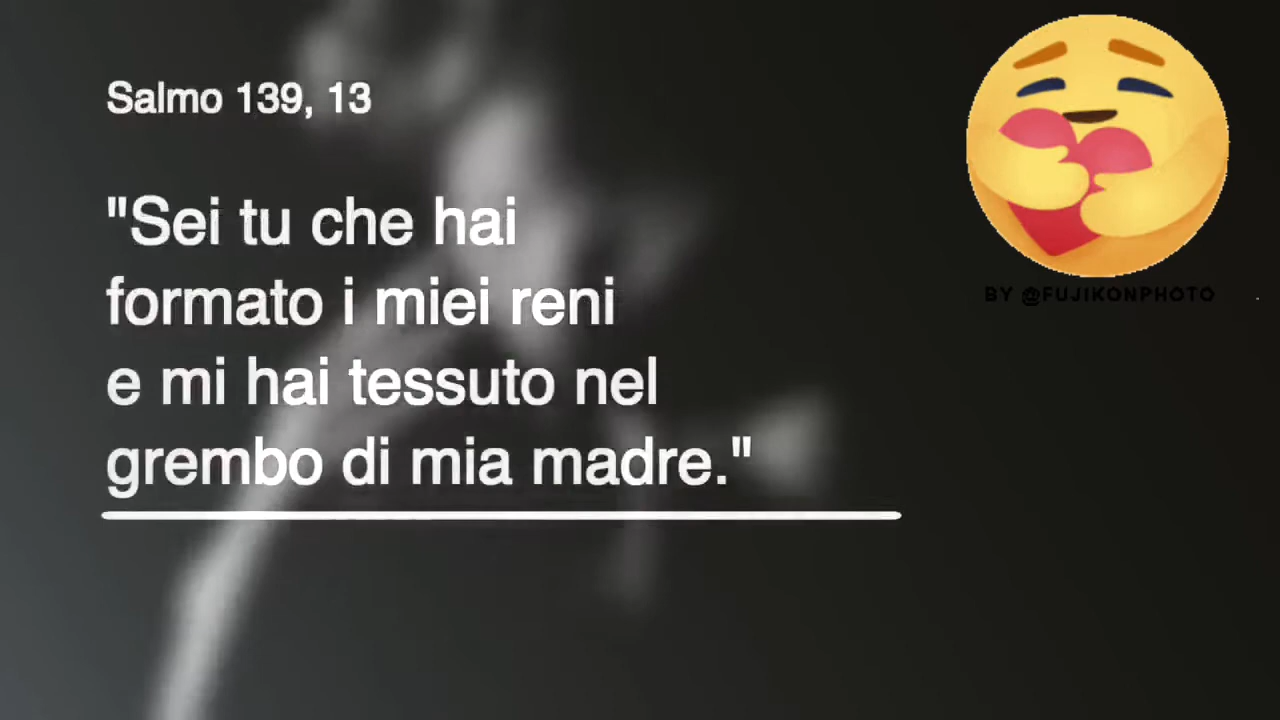 Salmo 139, 13
"Sei tu che hai
formato i miei reni
e mi hai tessuto nel
grembo di mia madre."
BY @FUJIKONPHOTO